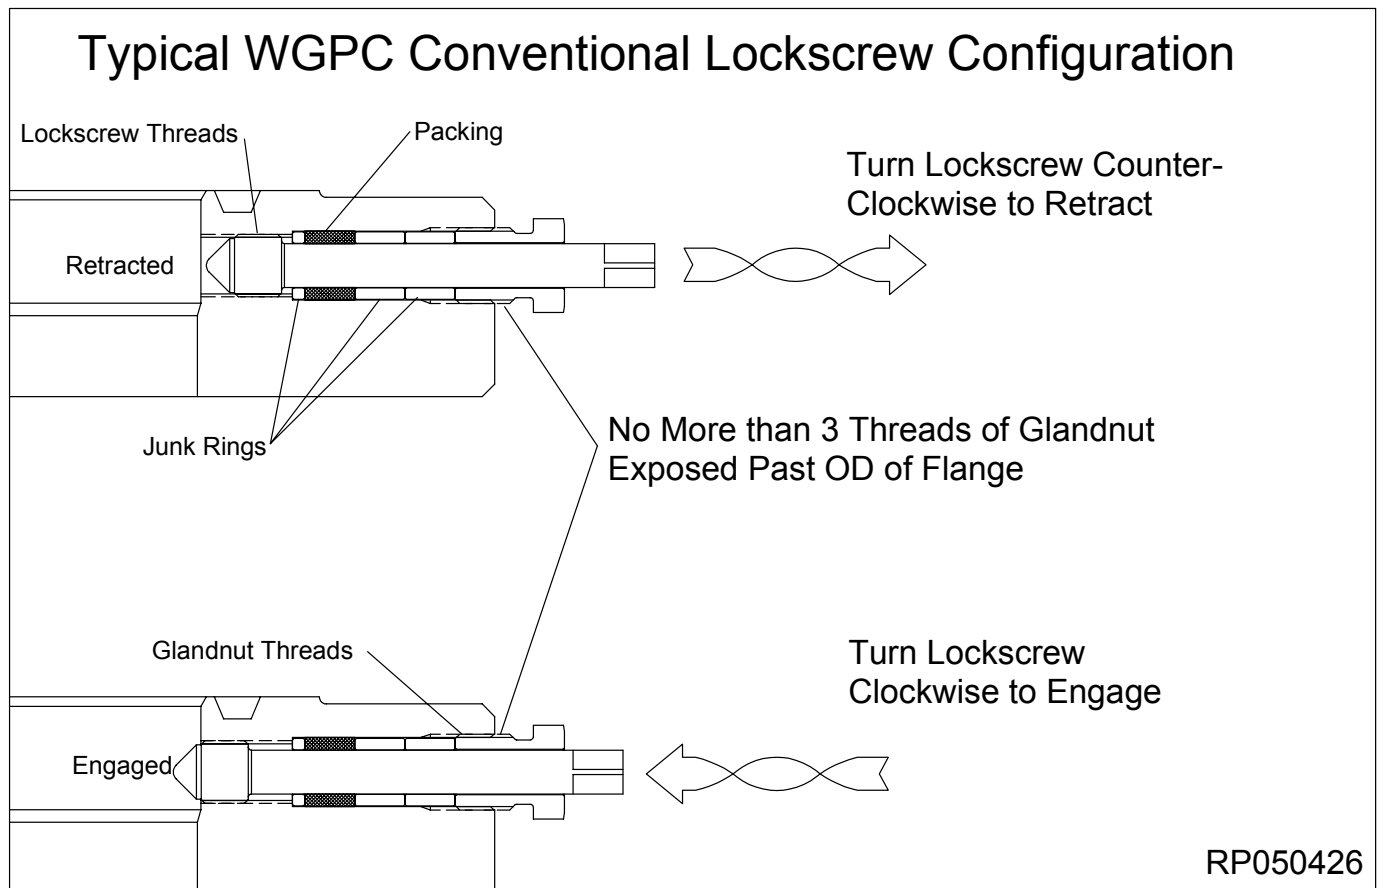 Typical WGPC Conventional Lockscrew Configuration
Lockscrew Threads
Packing
Turn Lockscrew Counter-
Clockwise to Retract
Retracted
Junk Rings
No More than 3 Threads of Glandnut
Exposed Past OD of Flange
Glandnut Threads
Turn Lockscrew
Clockwise to Engage
Engaged
RP050426